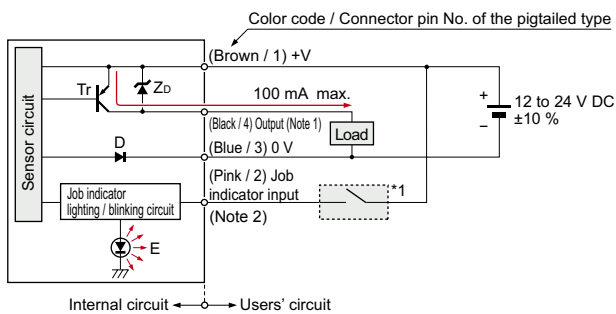 Color code / Connector pin No. of the pigtailed type
(Brown / 1) +V
Tr
ZD
100 mA max.
(Black / 4) Output (Note 1)
Load
+
−
12 to 24 V DC
±10 %
Sensor circuit
D
(Blue / 3) 0 V
(Pink / 2) Job
indicator input
(Note 2)
*1
Job indicator
lighting / blinking circuit
E
Internal circuit
Users' circuit